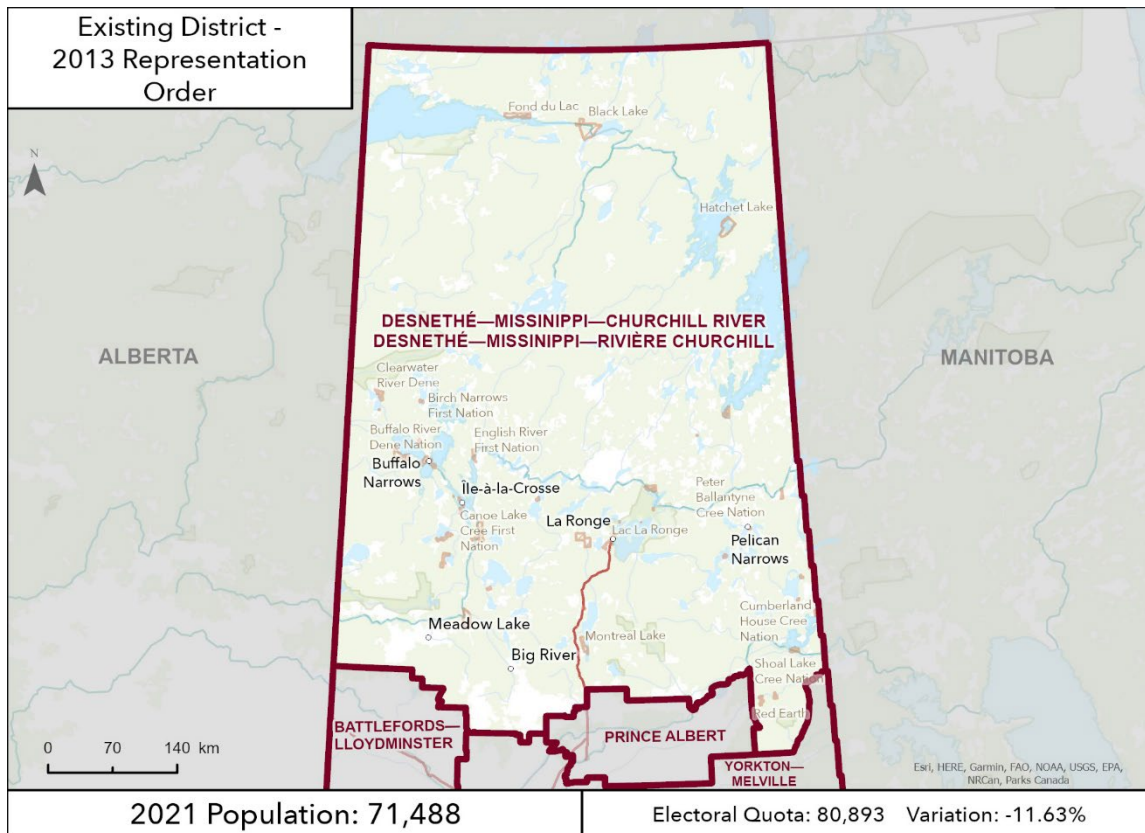 Existing District -
2013 Representation
Order
N
Fond du Lac
Black Lake
Hatchet Lake
DESNETHÉ—MISSINIPPI—CHURCHILL RIVER
DESNETHÉ—MISSINIPPI—RIVIÈRE CHURCHILL
ALBERTA
MANITOBA
Clearwater
River Dene
Birch Narrows
First Nation
Buffalo River
Dene Nation
English River
First Nation
Buffalo
Narrows
Île-à-la-Crosse
Canoe Lake
Cree First
Nation
La Ronge
Lac La Ronge
Peter
Ballantyne
Cree Nation
Pelican
Narrows
Cumberland
House Cree
Nation
Meadow Lake
Montreal Lake
Big River
Shoal Lake
Cree Nation
Red Earth
BATTLEFORDS—
LLOYDMINSTER
PRINCE ALBERT
YORKTON—
MELVILLE
0 70 140 km
Esri, HERE, Garmin, FAO, NOAA, USGS, EPA,
NRCan, Parks Canada
2021 Population: 71,488
Electoral Quota: 80,893 Variation: -11.63%